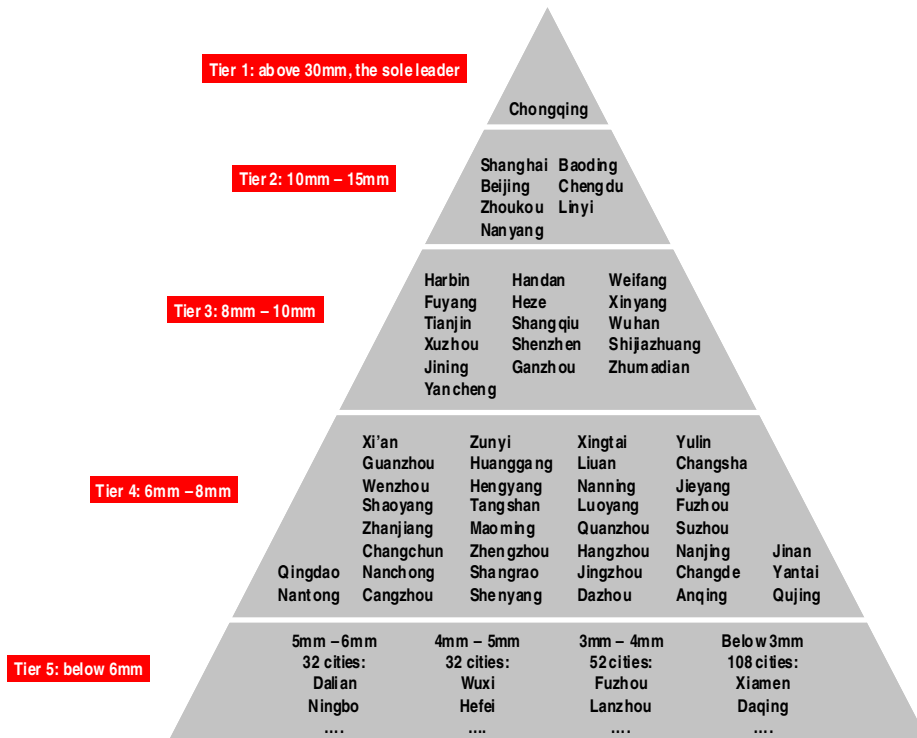 Tier 1: above 30mm, the sole leader
Chongqing
Tier 2: 10mm – 15mm
Shanghai Baoding
Beijing Chengdu
Zhoukou Linyi
Nanyang
Tier 3: 8mm – 10mm
Harbin Handan Weifang
Fuyang Heze Xinyang
Tianjin Shangqiu Wuhan
Xuzhou Shenzhen Shijiazhuang
Jining Ganzhou Zhumadian
Yancheng
Tier 4: 6mm – 8mm
Xi'an Zunyi Xingtai Yulin
Guanzhou Huanggang Liuan Changsha
Wenzhou Hengyang Nanning Jieyang
Shaoyang Tangshan Luoyang Fuzhou
Zhanjiang Maoming Quanzhou Suzhou
Changchun Zhengzhou Hangzhou Nanjing Jinan
Qingdao Nanchong Shangrao Jingzhou Changde Yantai
Nantong Cangzhou Shenyang Dazhou Anqing Qujing
Tier 5: below 6mm
5mm – 6mm 4mm – 5mm 3mm – 4mm Below 3mm
32 cities: 32 cities: 52 cities: 108 cities:
Dalian Wuxi Fuzhou Xiamen
Ningbo Hefei Lanzhou Daqing
.... .... .... ....